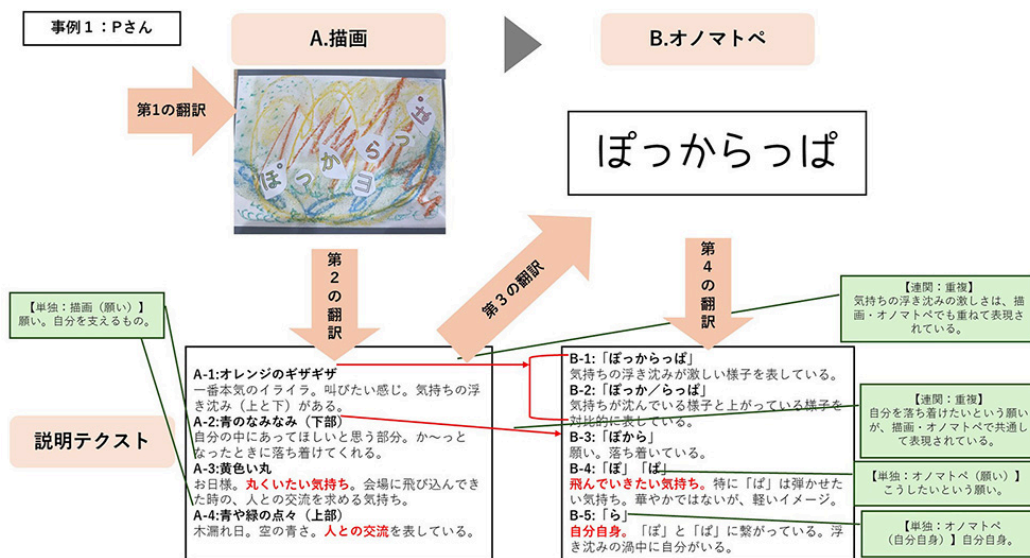 事例１：Pさん
A.描画
B.オノマトペ
第1の翻訳
ぽっからっぱ
ぽっからっぱ
第２の翻訳
第３の翻訳
第４の翻訳
【単独：描画（願い）】
願い。自分を支えるもの。
【連関：重複】
気持ちの浮き沈みの激しさは、描
画・オノマトペでも重ねて表現さ
れている。
説明テクスト
A-1:オレンジのギザギザ
一番本気のイライラ。叫びたい感じ。気持ちの浮
き沈み（上と下）がある。
A-2:青のなみなみ（下部）
自分の中にあってほしいと思う部分。か～っと
なったときに落ち着けてくれる。
A-3:黄色い丸
お日様。丸くいたい気持ち。会場に飛び込んでき
た時の、人との交流を求める気持ち。
A-4:青や緑の点々（上部）
木漏れ日。空の青さ。人との交流を表している。
B-1:「ぽっからっぱ」
気持ちの浮き沈みが激しい様子を表している。
B-2:「ぽっか／らっぱ」
気持ちが沈んでいる様子と上がっている様子を
対比的に表している。
B-3:「ぽから」
願い。落ち着いている。
B-4:「ぽ」「ぱ」
飛んでいきたい気持ち。特に「ぱ」は弾かせた
い気持ち。華やかではないが、軽いイメージ。
B-5:「ら」
自分自身。「ぽ」と「ぱ」に繋がっている。浮
き沈みの渦中に自分がいる。
【連関：重複】
自分を落ち着けたいという願い
が、描画・オノマトペで共通し
て表現されている。
【単独：オノマトペ（願い）】
こうしたいという願い。
【単独：オノマトペ
（自分自身）】自分自身。